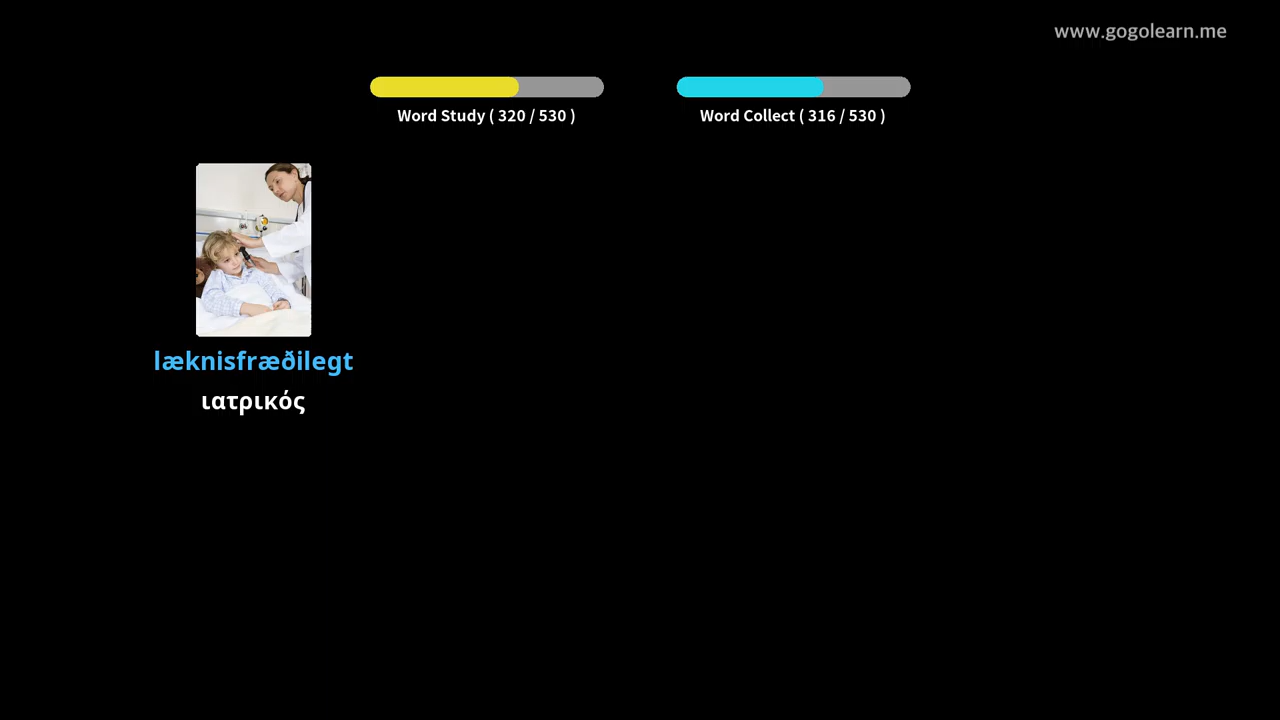 www.gogolearn.me
Word Study ( 320 / 530 )
Word Collect ( 316 / 530 )
læknisfræðilegt
ιατρικός